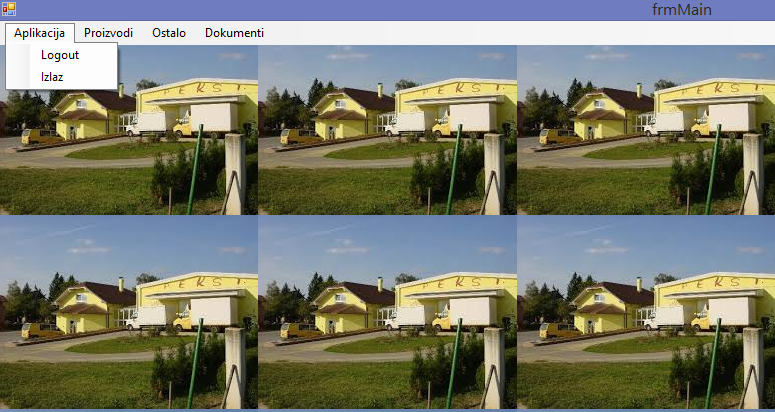 frmMain
Aplikacija Proizvodi Ostalo Dokumenti
Logout
Izlaz